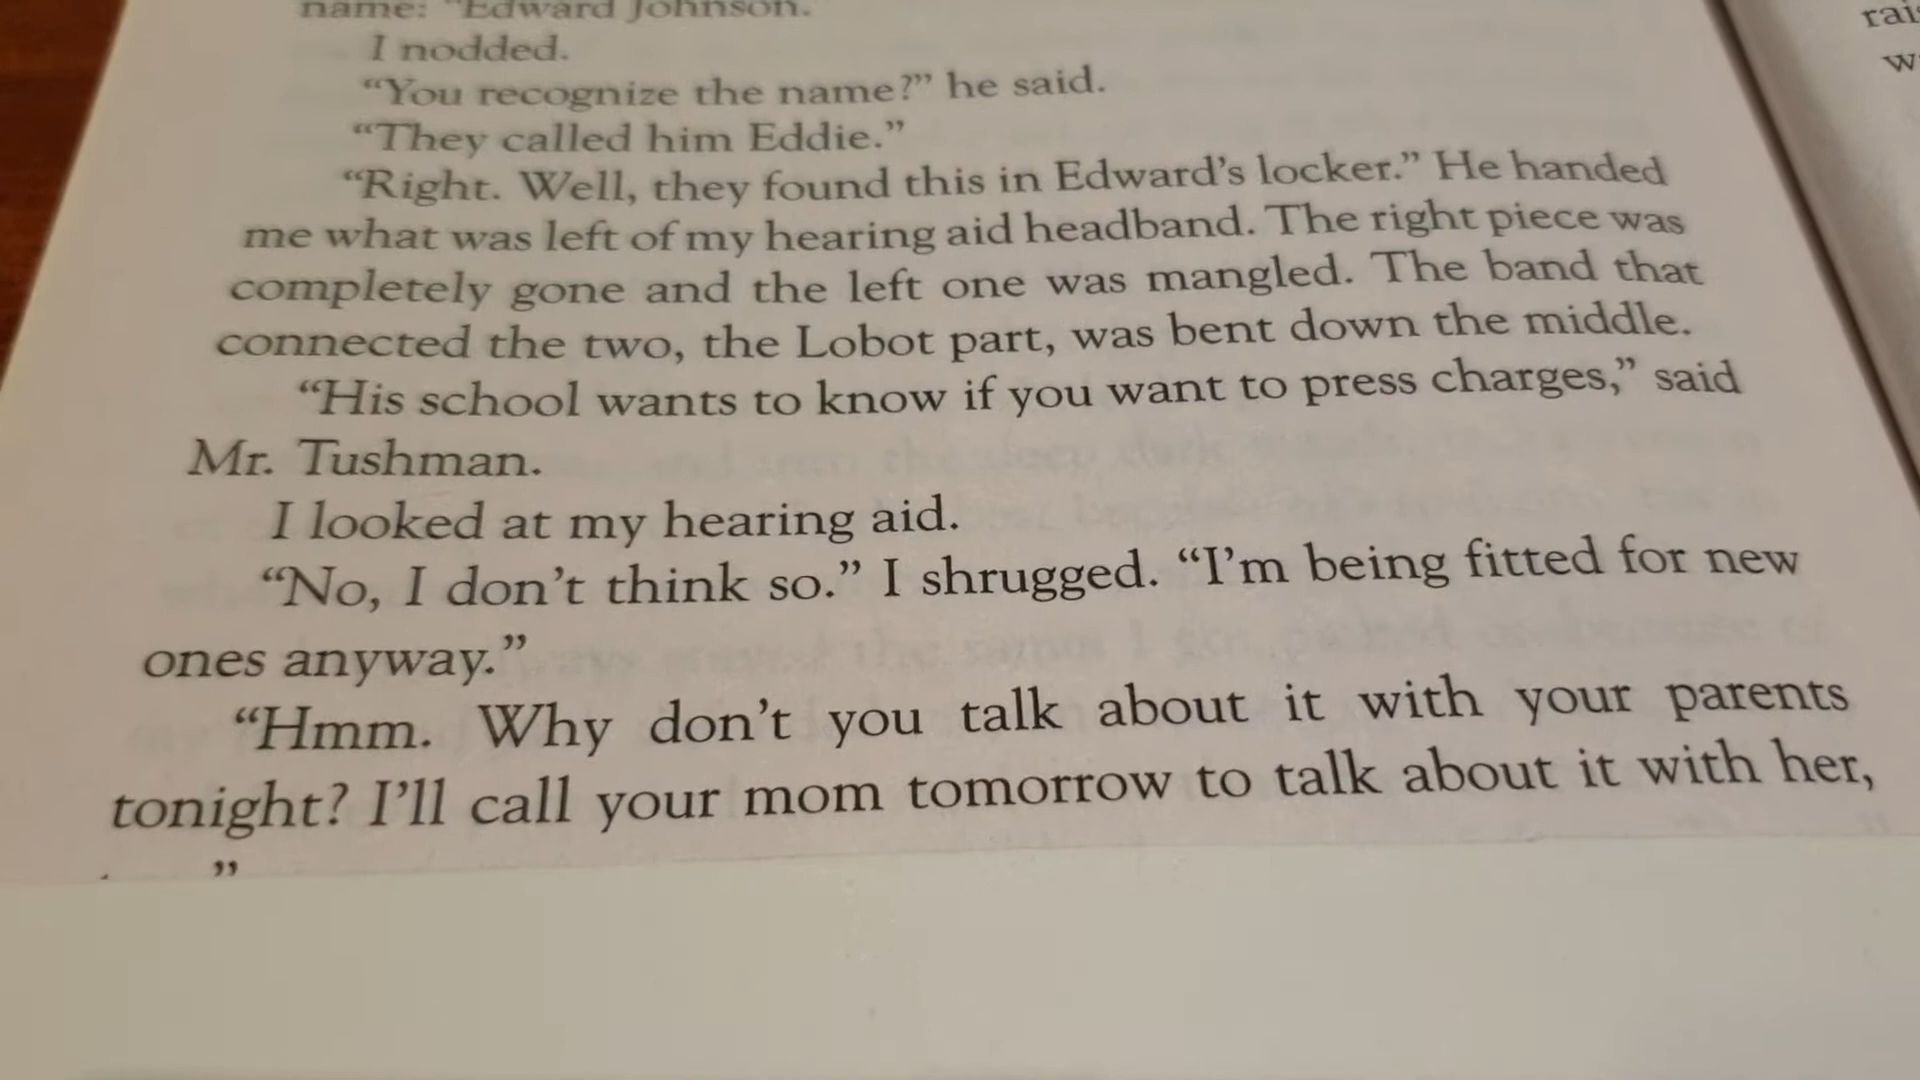 name: "Edward Johnson.
I nodded.
“You recognize the name?” he said.
“They called him Eddie.”
“Right. Well, they found this in Edward’s locker.” He handed
me what was left of my hearing aid headband. The right piece was
completely gone and the left one was mangled. The band that
connected the two, the Lobot part, was bent down the middle.
“His school wants to know if you want to press charges,” said
Mr. Tushman.
I looked at my hearing aid.
“No, I don’t think so.” I shrugged. “I’m being fitted for new
ones anyway.”
“Hmm. Why don’t you talk about it with your parents
tonight? I’ll call your mom tomorrow to talk about it with her,
”